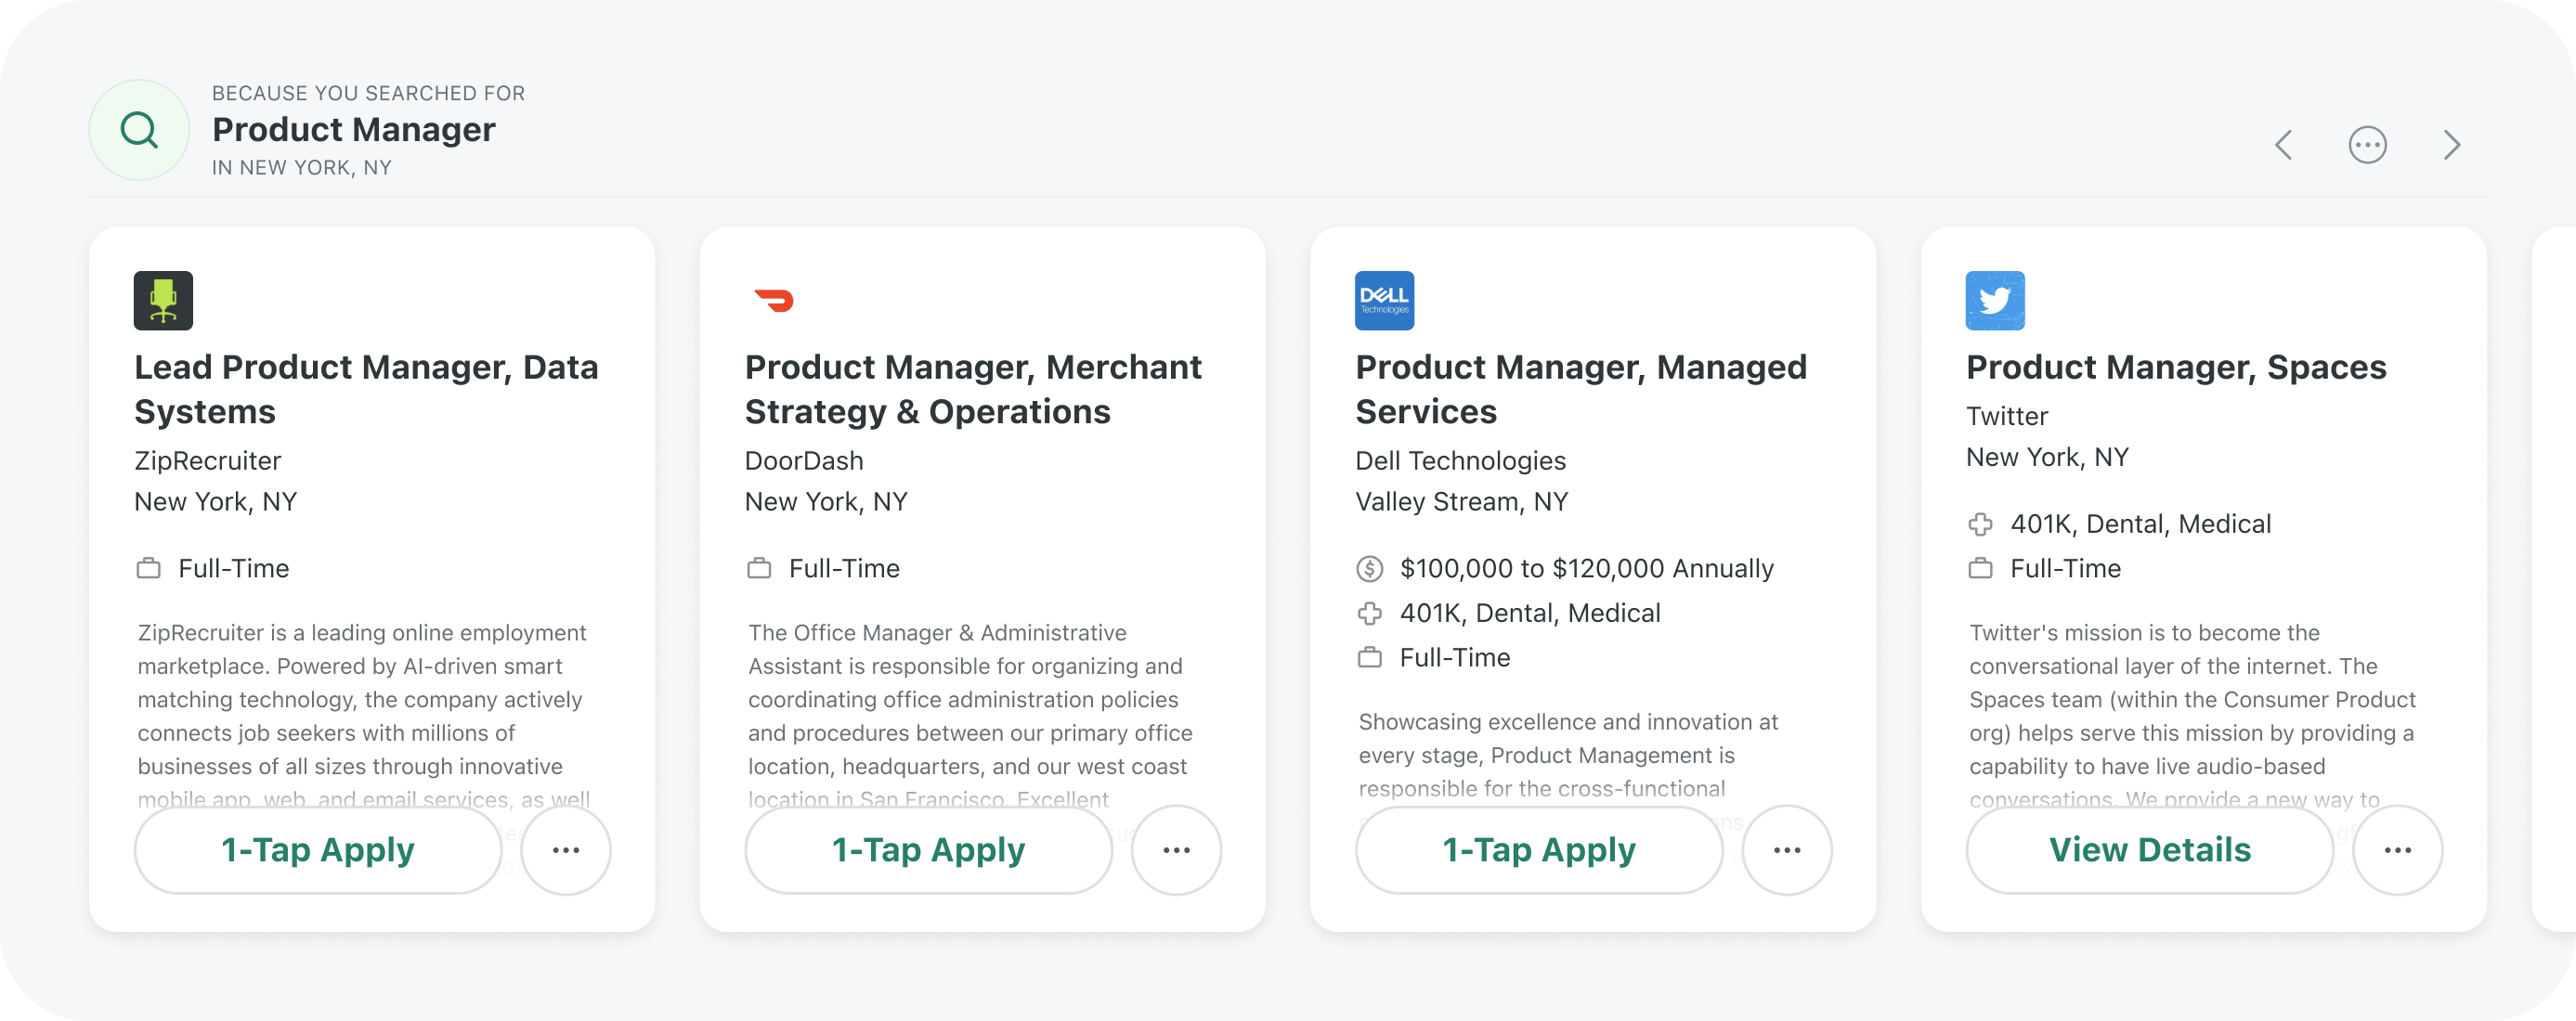 BECAUSE YOU SEARCHED FOR
Product Manager
IN NEW YORK, NY
Lead Product Manager, Data
Systems
ZipRecruiter
New York, NY
Full-Time
ZipRecruiter is a leading online employment
marketplace. Powered by AI-driven smart
matching technology, the company actively
connects job seekers with millions of
businesses of all sizes through innovative
mobile app, web, and email services, as well
1-Tap Apply
Product Manager, Merchant
Strategy & Operations
DoorDash
New York, NY
Full-Time
The Office Manager & Administrative
Assistant is responsible for organizing and
coordinating office administration policies
and procedures between our primary office
location, headquarters, and our west coast
location in San Francisco. Excellent
1-Tap Apply
DELL
Technologies
Product Manager, Managed
Services
Dell Technologies
Valley Stream, NY
$100,000 to $120,000 Annually
401K, Dental, Medical
Full-Time
Showcasing excellence and innovation at
every stage, Product Management is
responsible for the cross-functional
1-Tap Apply
Product Manager, Spaces
Twitter
New York, NY
401K, Dental, Medical
Full-Time
Twitter's mission is to become the
conversational layer of the internet. The
Spaces team (within the Consumer Product
org) helps serve this mission by providing a
capability to have live audio-based
conversations. We provide a new way to
View Details